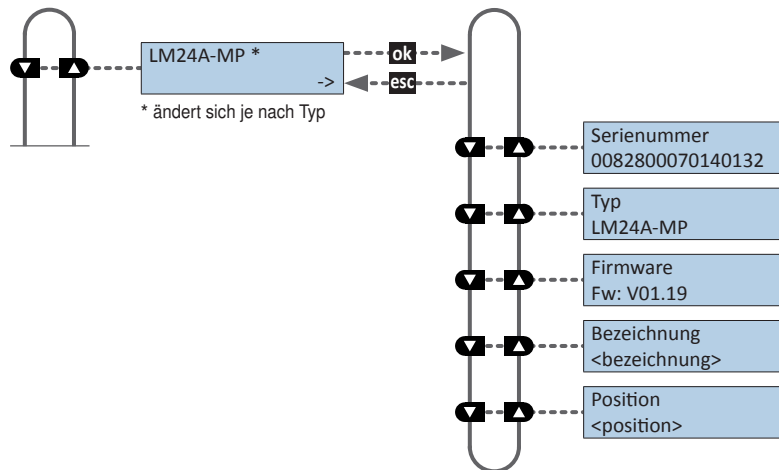 LM24A-MP *
->
* ändert sich je nach Typ
ok
esc
Serienummer
0082800070140132
Typ
LM24A-MP
Firmware
Fw: V01.19
Bezeichnung
<bezeichnung>
Position
<position>